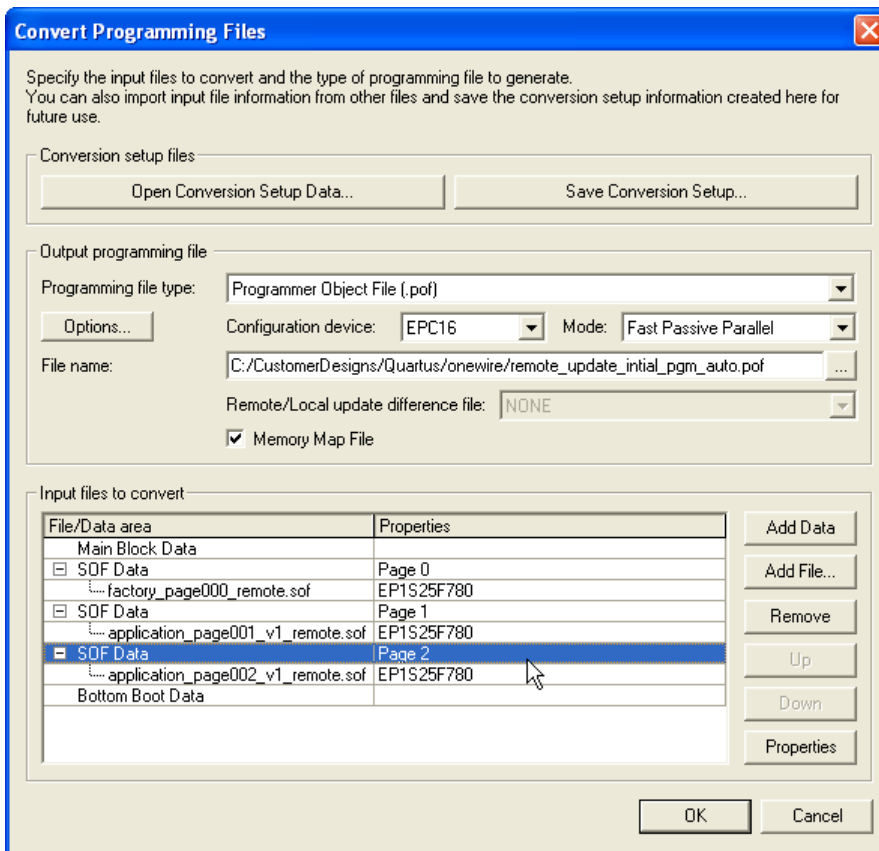 Convert Programming Files
Specify the input files to convert and the type of programming file to generate.
You can also import input file information from other files and save the conversion setup information created here for
future use.
Conversion setup files
Open Conversion Setup Data... Save Conversion Setup...
Output programming file
Programming file type: Programmer Object File (.pof)
Options... Configuration device: EPC16 Mode: Fast Passive Parallel
File name: C:/CustomerDesigns/Quartus/onewire/remote_update_intial_pgm_auto.pof ...
Remote/Local update difference file: NONE
Memory Map File
Input files to convert
File/Data area Properties
Main Block Data
SOF Data Page 0
factory_page000_remote.sof EP1S25F780
SOF Data Page 1
application_page001_v1_remote.sof EP1S25F780
SOF Data Page 2
application_page002_v1_remote.sof EP1S25F780
Bottom Boot Data
Add Data
Add File...
Remove
Up
Down
Properties
OK Cancel